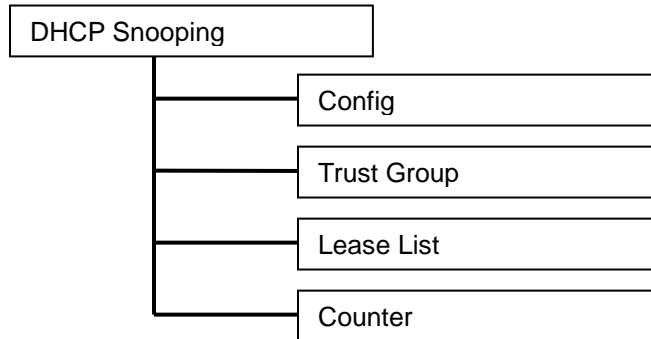 DHCP Snooping
Config
Trust Group
Lease List
Counter